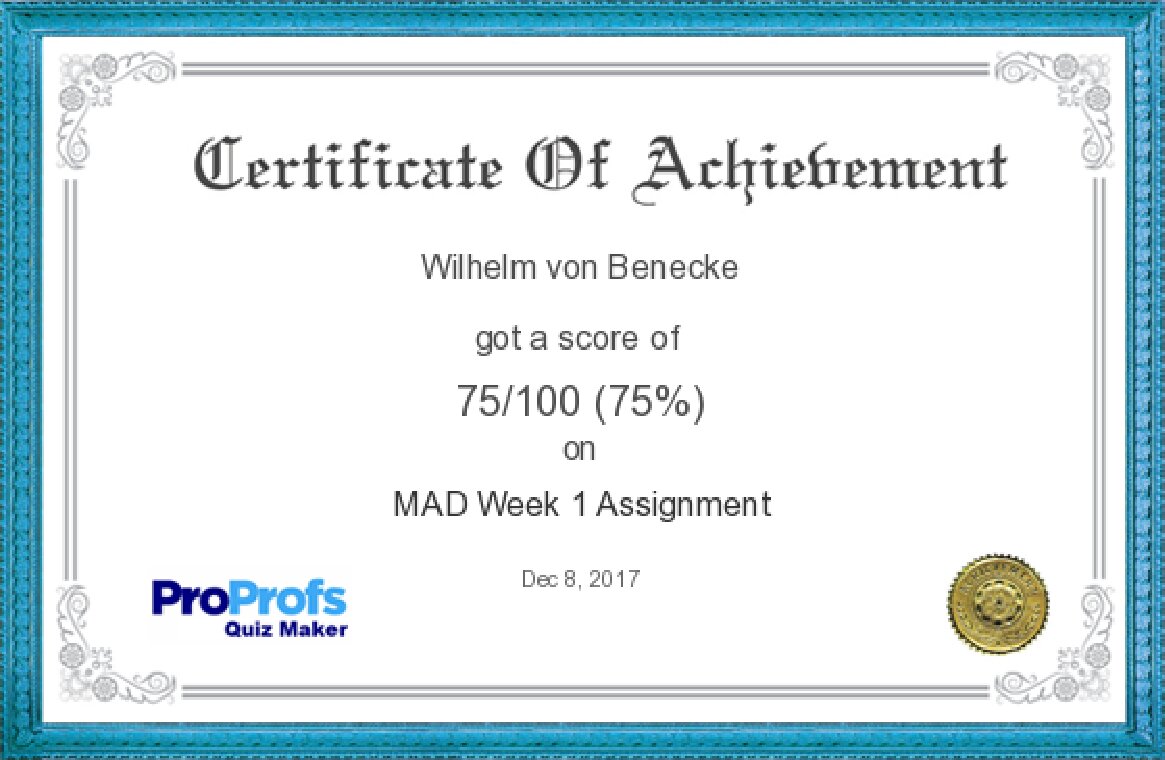 Certificate Of Achievement
Wilhelm von Benecke
got a score of
75/100 (75%)
on
MAD Week 1 Assignment
Dec 8, 2017
ProProfs
Quiz Maker
ACHIEVEMENT